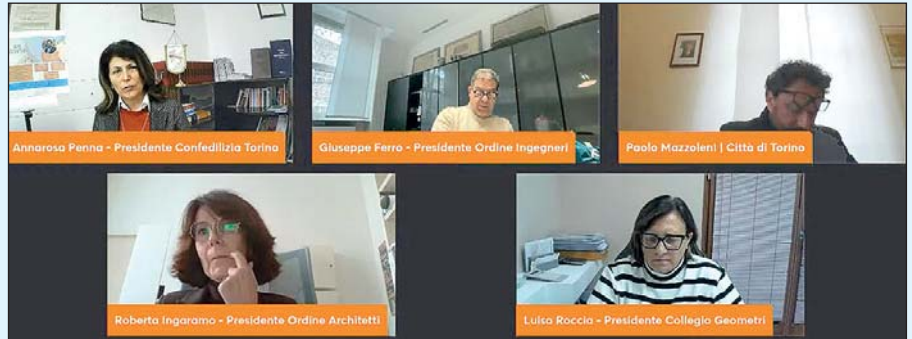 Annarosa Penna - Presidente Confedilizia Torino
Giuseppe Ferro - Presidente Ordine Ingegneri
Paolo Mazzoleni | Città di Torino
Roberta Ingaramo - Presidente Ordine Architetti
Luisa Roccia - Presidente Collegio Geometri